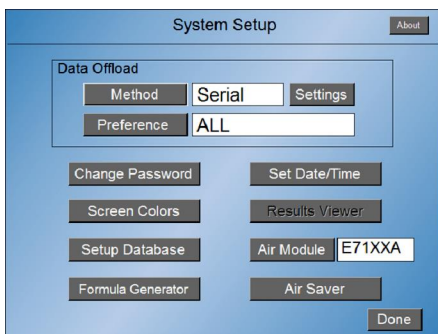 System Setup
About
Data Offload
Method Serial Settings
Preference ALL
Change Password Set Date/Time
Screen Colors Results Viewer
Setup Database Air Module E71XXA
Formula Generator Air Saver
Done